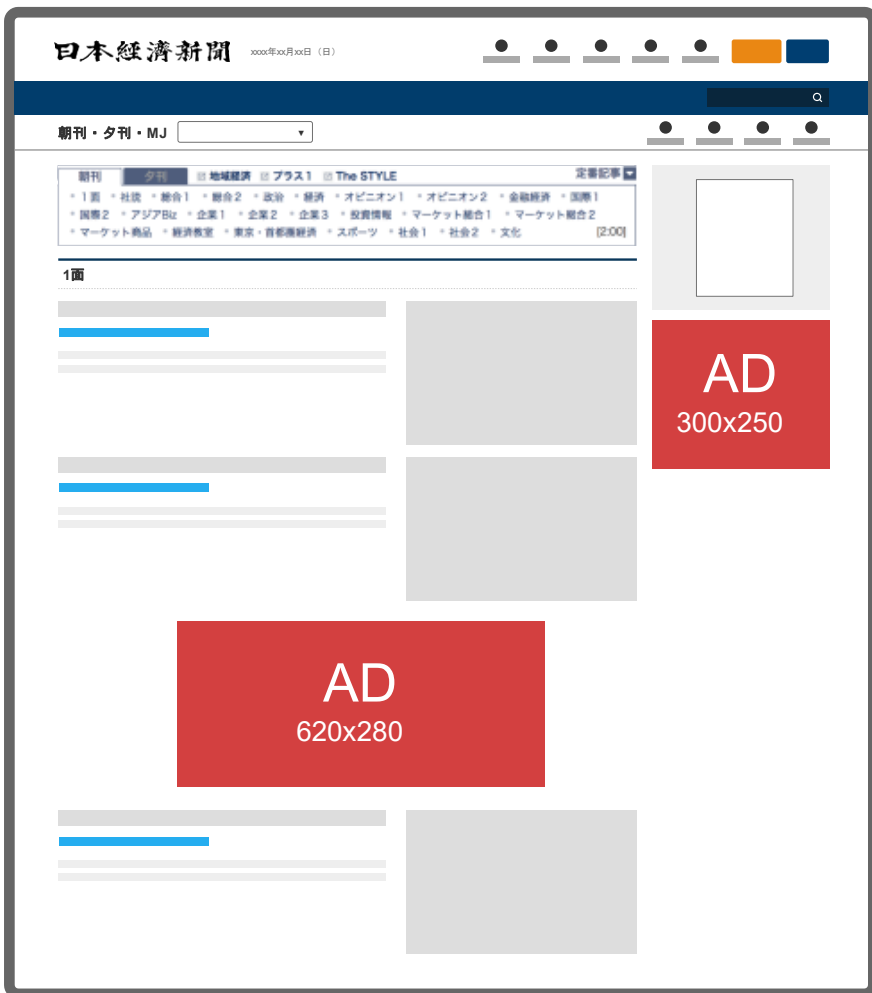 日本経済新聞 xxxx年xx月xx日（日）
朝刊・夕刊・MJ ▼
朝刊 夕刊 地域経済 プラス1 The STYLE 定番記事
1面 社説 総合1 総合2 政治 経済 オピニオン1 オピニオン2 金融経済 国際1
国際2 アジアBiz 企業1 企業2 企業3 投資情報 マーケット総合1 マーケット総合2
マーケット商品 経済教室 東京・首都圏経済 スポーツ 社会1 社会2 文化 [2:00]
1面
AD
300x250
AD
620x280